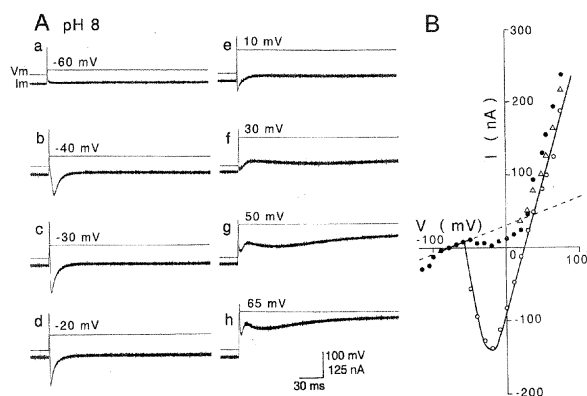 A pH 8
a
Vm
Im
-60 mV
b
-40 mV
c
-30 mV
d
-20 mV
e
10 mV
f
30 mV
g
50 mV
h
65 mV
100 mV
125 nA
30 ms
B
I ( nA )
300
200
100
V ( mV )
-100
0
100
-100
-200